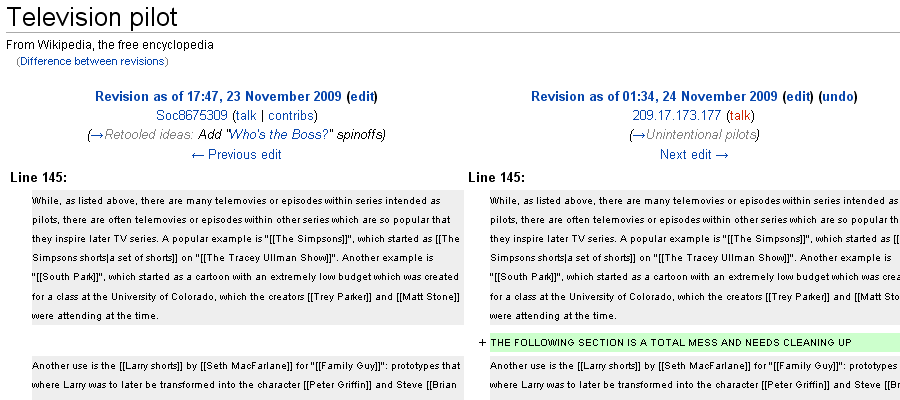 Television pilot
From Wikipedia, the free encyclopedia
(Difference between revisions)
Revision as of 17:47, 23 November 2009 (edit)
Soc8675309 (talk | contribs)
(→Retooled ideas: Add "Who's the Boss?" spinoffs)
← Previous edit
Revision as of 01:34, 24 November 2009 (edit) (undo)
209.17.173.177 (talk)
(→Unintentional pilots)
Next edit →
Line 145:
While, as listed above, there are many telemovies or episodes within series intended as
pilots, there are often telemovies or episodes within other series which are so popular that
they inspire later TV series. A popular example is ''[[The Simpsons]]'', which started as [[The
Simpsons shorts|a set of shorts]] on ''[[The Tracey Ullman Show]]''. Another example is
''[[South Park]]'', which started as a cartoon with an extremely low budget which was created
for a class at the University of Colorado, which the creators [[Trey Parker]] and [[Matt Stone]]
were attending at the time.
Another use is the [[Larry shorts]] by [[Seth MacFarlane]] for ''[[Family Guy]]'': prototypes that
where Larry was to later be transformed into the character [[Peter Griffin]] and Steve [[Brian
Line 145:
While, as listed above, there are many telemovies or episodes within series intended as
pilots, there are often telemovies or episodes within other series which are so popular th
they inspire later TV series. A popular example is ''[[The Simpsons]]'', which started as [[
Simpsons shorts|a set of shorts]] on ''[[The Tracey Ullman Show]]''. Another example is
''[[South Park]]'', which started as a cartoon with an extremely low budget which was crea
for a class at the University of Colorado, which the creators [[Trey Parker]] and [[Matt Sto
were attending at the time.
+ THE FOLLOWING SECTION IS A TOTAL MESS AND NEEDS CLEANING UP
Another use is the [[Larry shorts]] by [[Seth MacFarlane]] for ''[[Family Guy]]'': prototypes
where Larry was to later be transformed into the character [[Peter Griffin]] and Steve [[Br